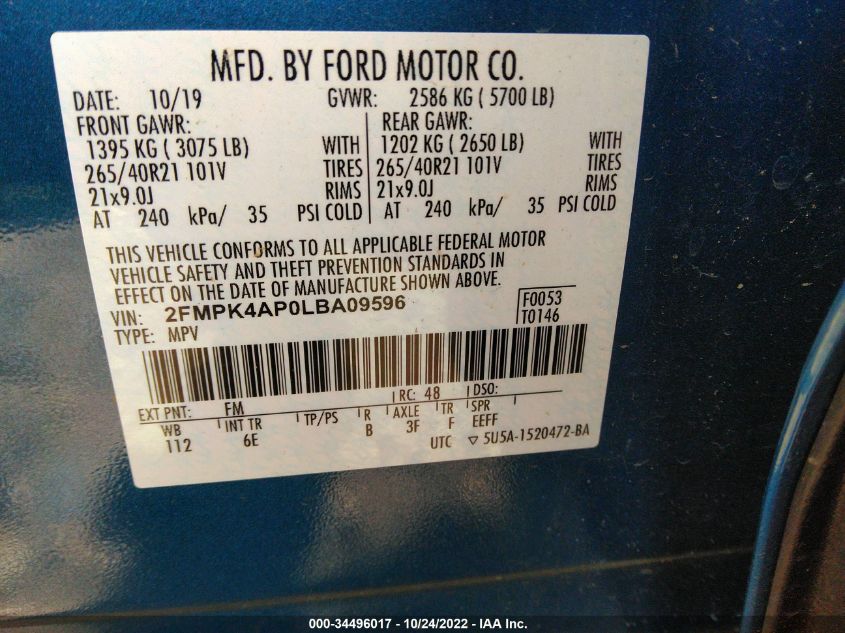 MFD. BY FORD MOTOR CO.
DATE: 10/19 GVWR: 2586 KG ( 5700 LB)
FRONT GAWR: REAR GAWR:
1395 KG ( 3075 LB) WITH 1202 KG ( 2650 LB) WITH
265/40R21 101V TIRES 265/40R21 101V TIRES
21x9.0J RIMS 21x9.0J RIMS
AT 240 kPa/ 35 PSI COLD AT 240 kPa/ 35 PSI COLD
THIS VEHICLE CONFORMS TO ALL APPLICABLE FEDERAL MOTOR
VEHICLE SAFETY AND THEFT PREVENTION STANDARDS IN
EFFECT ON THE DATE OF MANUFACTURE SHOWN ABOVE.
VIN: 2FMPK4AP0LBA09596 F0053
TYPE: MPV T0146
EXT PNT: FM RC: 48 DSO:
WB INT TR TP/PS R AXLE TR SPR
112 6E B 3F F EEFF
UTC ▽ 5U5A-1520472-BA
000-34496017 - 10/24/2022 - IAA Inc.